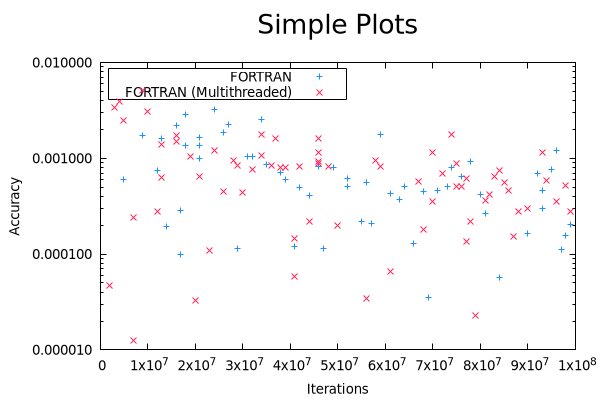 Simple Plots
0.010000
FORTRAN
FORTRAN (Multithreaded)
0.001000
Accuracy
0.000100
0.000010
0 1x10⁷ 2x10⁷ 3x10⁷ 4x10⁷ 5x10⁷ 6x10⁷ 7x10⁷ 8x10⁷ 9x10⁷ 1x10⁸
Iterations